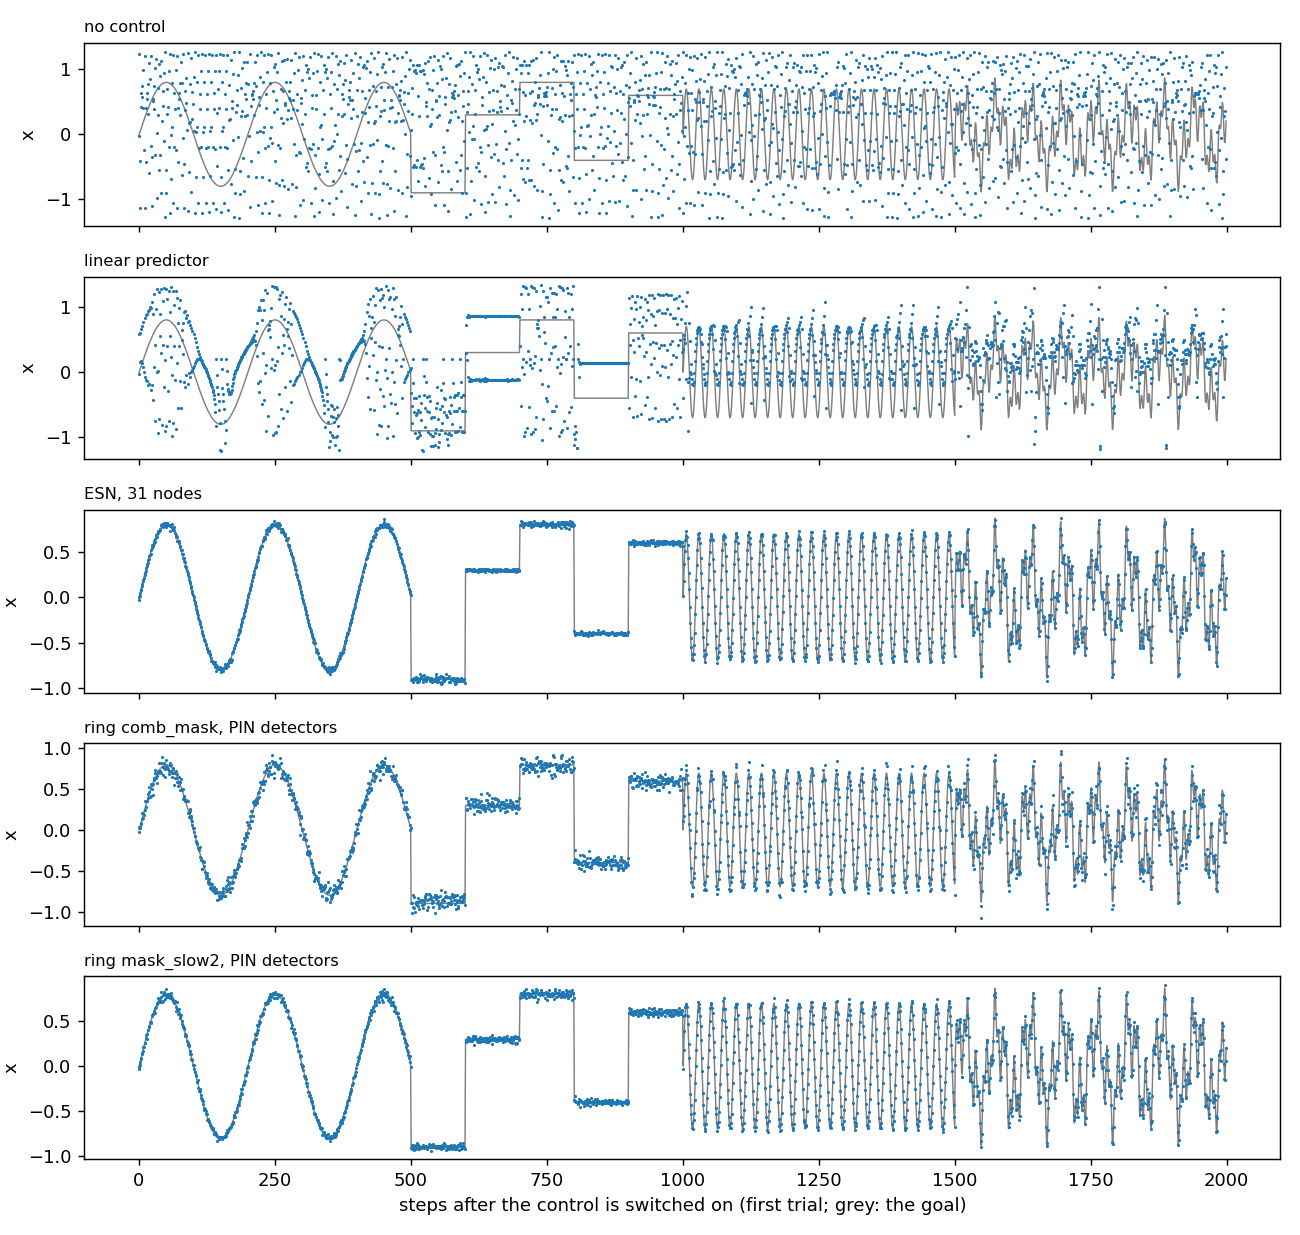 no control
1
0
−1
x
linear predictor
1
0
−1
x
ESN, 31 nodes
0.5
0.0
−0.5
−1.0
x
ring comb_mask, PIN detectors
1.0
0.5
0.0
−0.5
−1.0
x
ring mask_slow2, PIN detectors
0.5
0.0
−0.5
−1.0
x
0 250 500 750 1000 1250 1500 1750 2000
steps after the control is switched on (first trial; grey: the goal)